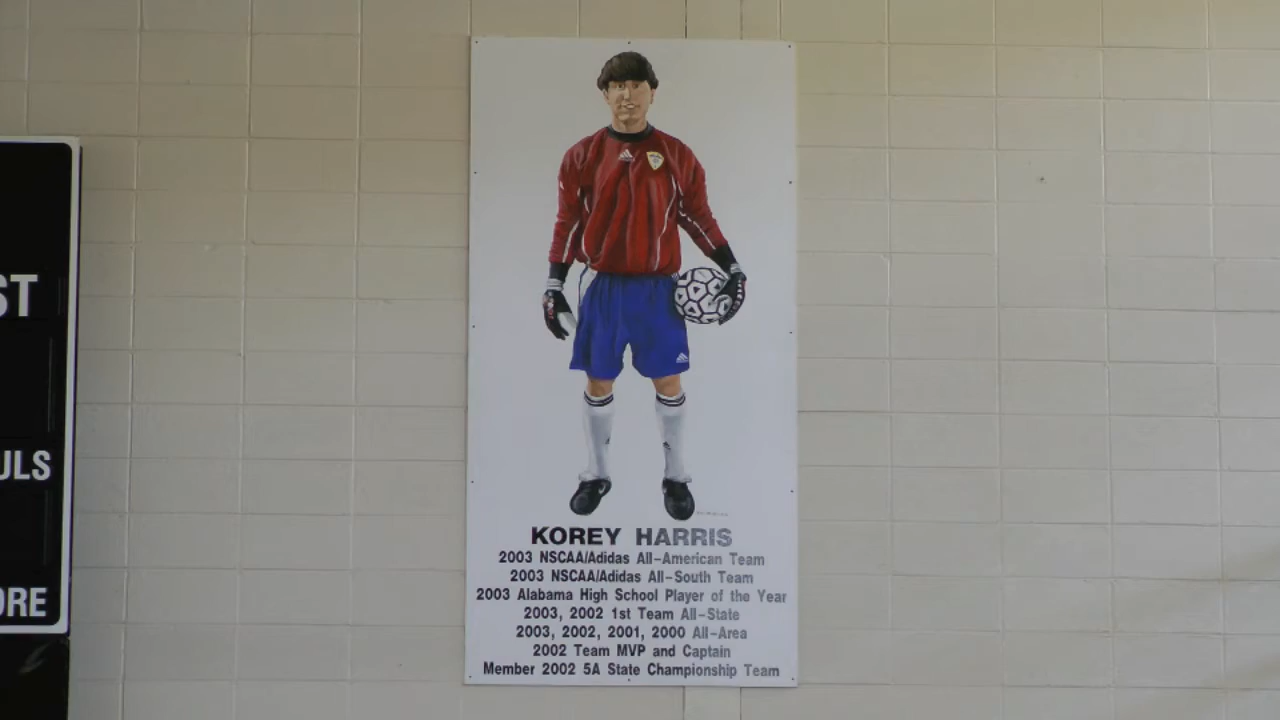 ST
ULS
ORE
KOREY HARRIS
2003 NSCAA/Adidas All-American Team
2003 NSCAA/Adidas All-South Team
2003 Alabama High School Player of the Year
2003, 2002 1st Team All-State
2003, 2002, 2001, 2000 All-Area
2002 Team MVP and Captain
Member 2002 5A State Championship Team